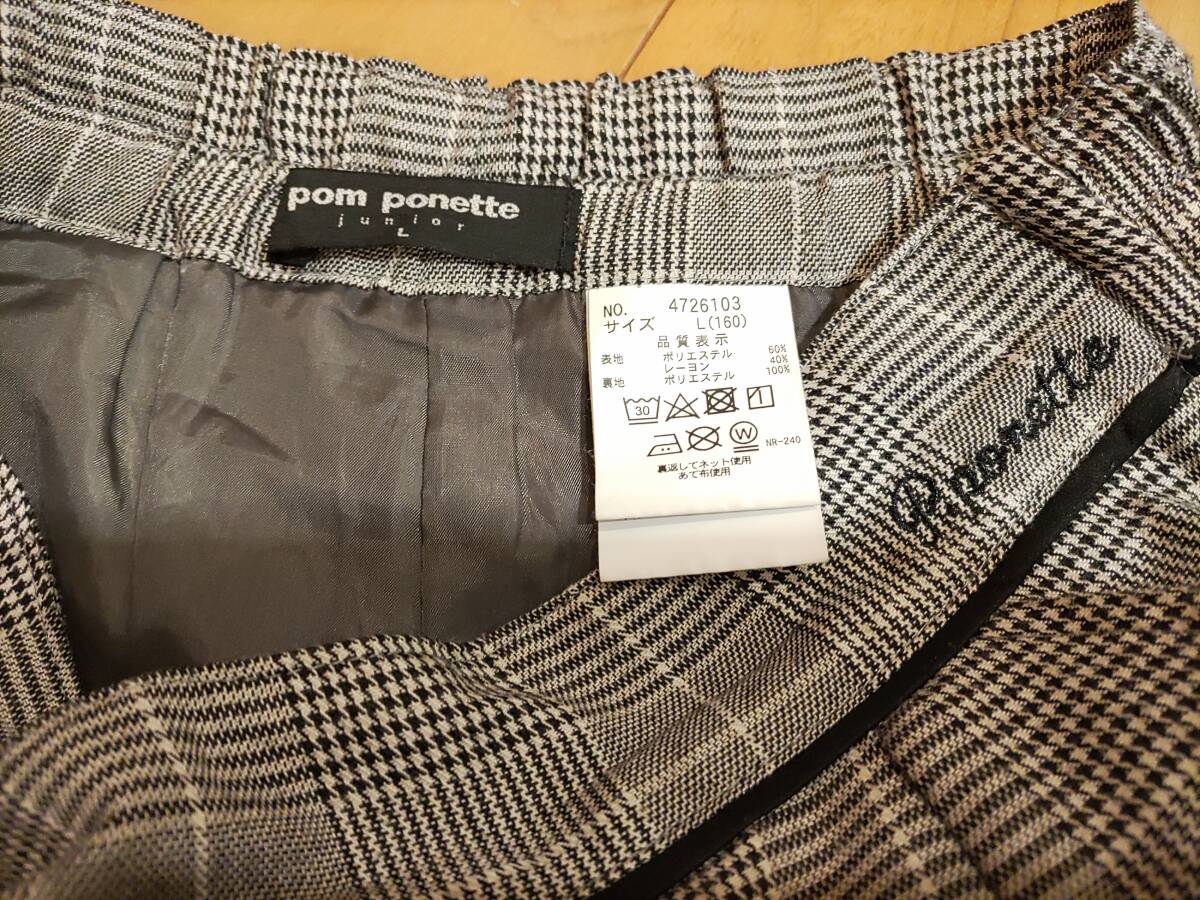 pom ponette
junior
L
NO. 4726103
サイズ L(160)
品質表示
表地 ポリエステル 60%
レーヨン 40%
裏地 ポリエステル 100%
30
W
NR-240
裏返してネット使用
あて布使用
P.ponette